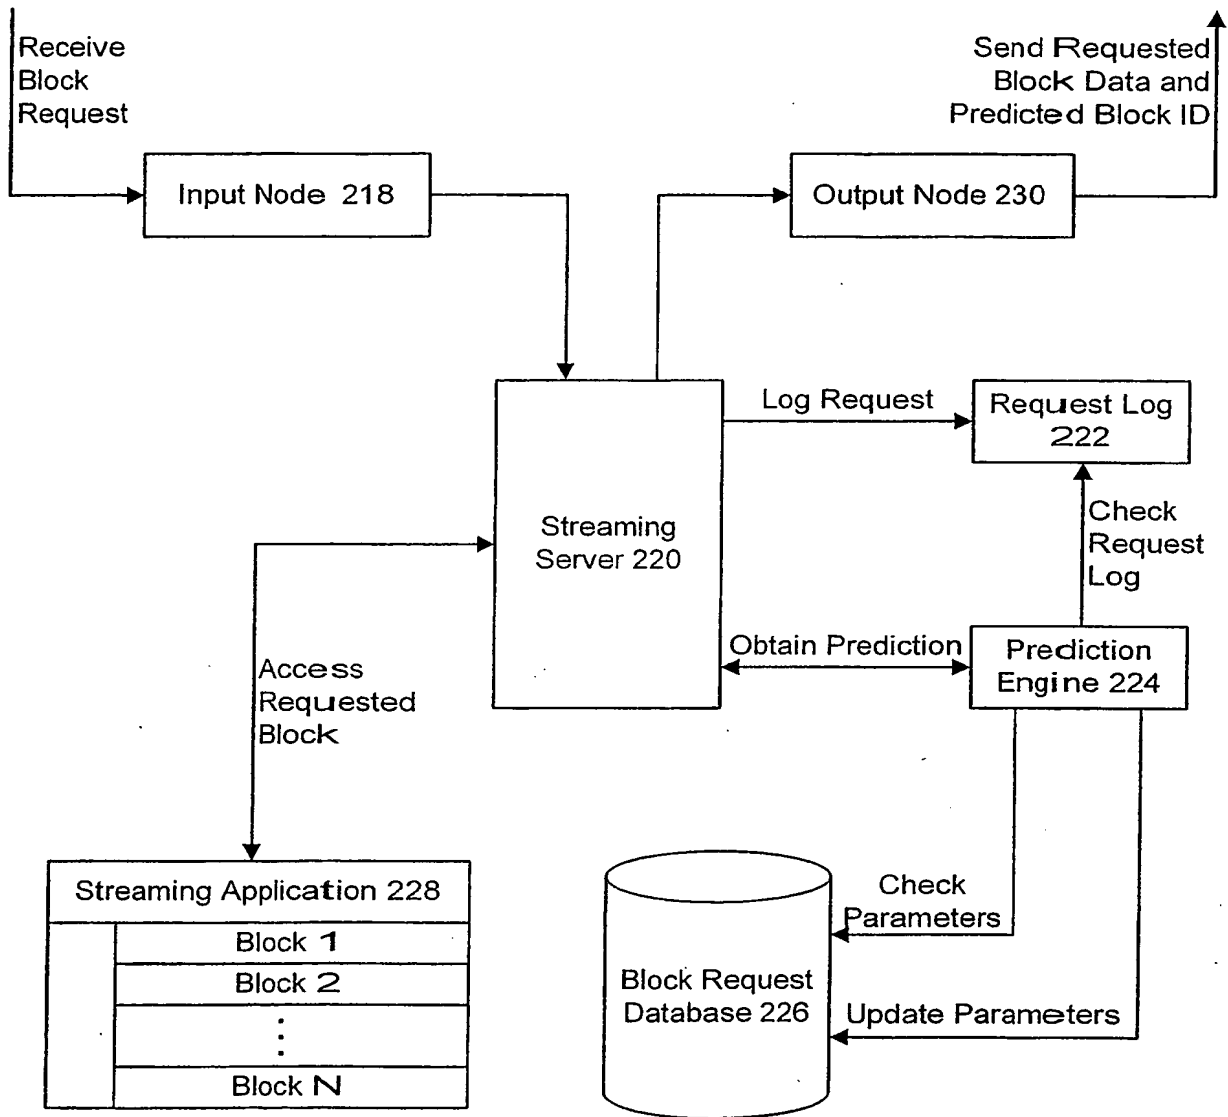 Receive
Block
Request
Send Requested
Block Data and
Predicted Block ID
Input Node 218
Output Node 230
Log Request
Request Log
222
Streaming
Server 220
Check
Request
Log
Obtain Prediction
Prediction
Engine 224
Access
Requested
Block
Streaming Application 228
Block 1
Block 2
⋮
Block N
Check
Parameters
Block Request
Database 226
Update Parameters